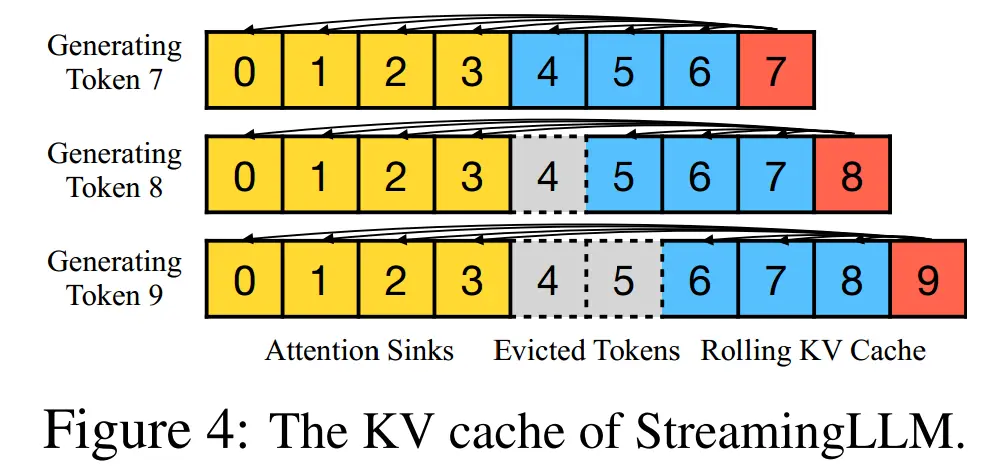 Generating
Token 7
0 1 2 3 4 5 6 7
Generating
Token 8
0 1 2 3 4 5 6 7 8
Generating
Token 9
0 1 2 3 4 5 6 7 8 9
Attention Sinks Evicted Tokens Rolling KV Cache
Figure 4: The KV cache of StreamingLLM.